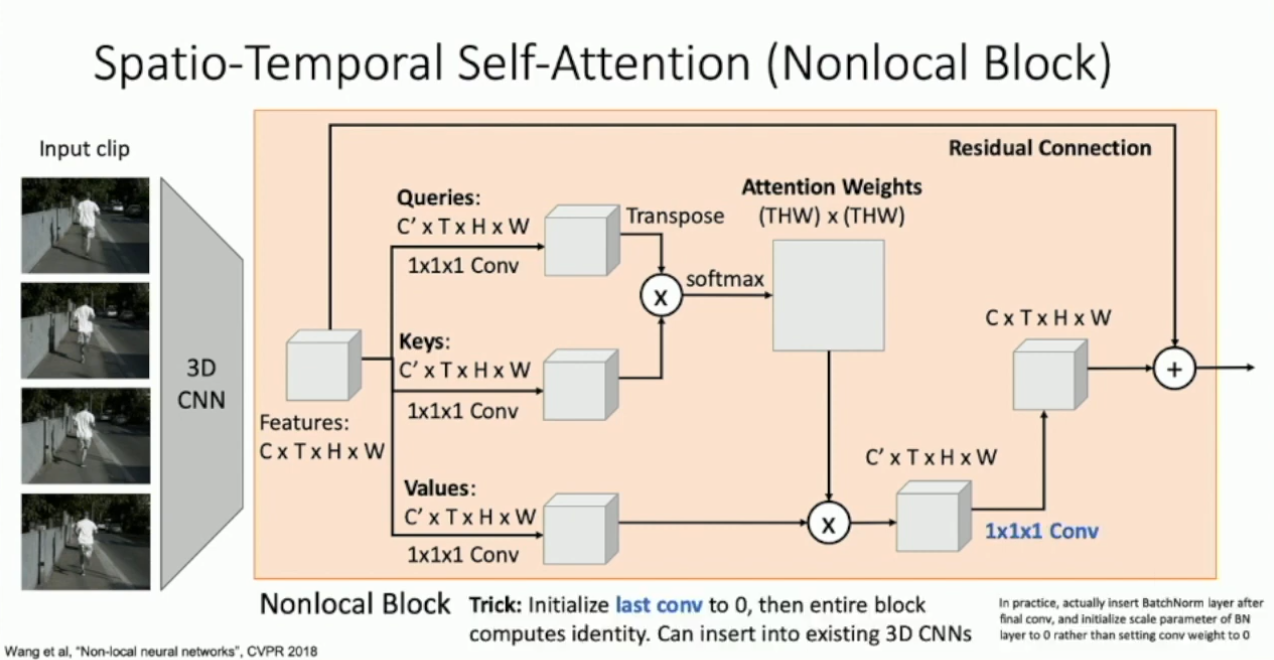 Spatio-Temporal Self-Attention (Nonlocal Block)
Input clip
3D
CNN
Features:
C x T x H x W
Queries:
C' x T x H x W
1x1x1 Conv
Keys:
C' x T x H x W
1x1x1 Conv
Values:
C' x T x H x W
1x1x1 Conv
Transpose
X
softmax
Attention Weights
(THW) x (THW)
Residual Connection
X
C' x T x H x W
1x1x1 Conv
C x T x H x W
+
Nonlocal Block
Trick: Initialize last conv to 0, then entire block
computes identity. Can insert into existing 3D CNNs
In practice, actually insert BatchNorm layer after
final conv, and initialize scale parameter of BN
layer to 0 rather than setting conv weight to 0
Wang et al, "Non-local neural networks", CVPR 2018